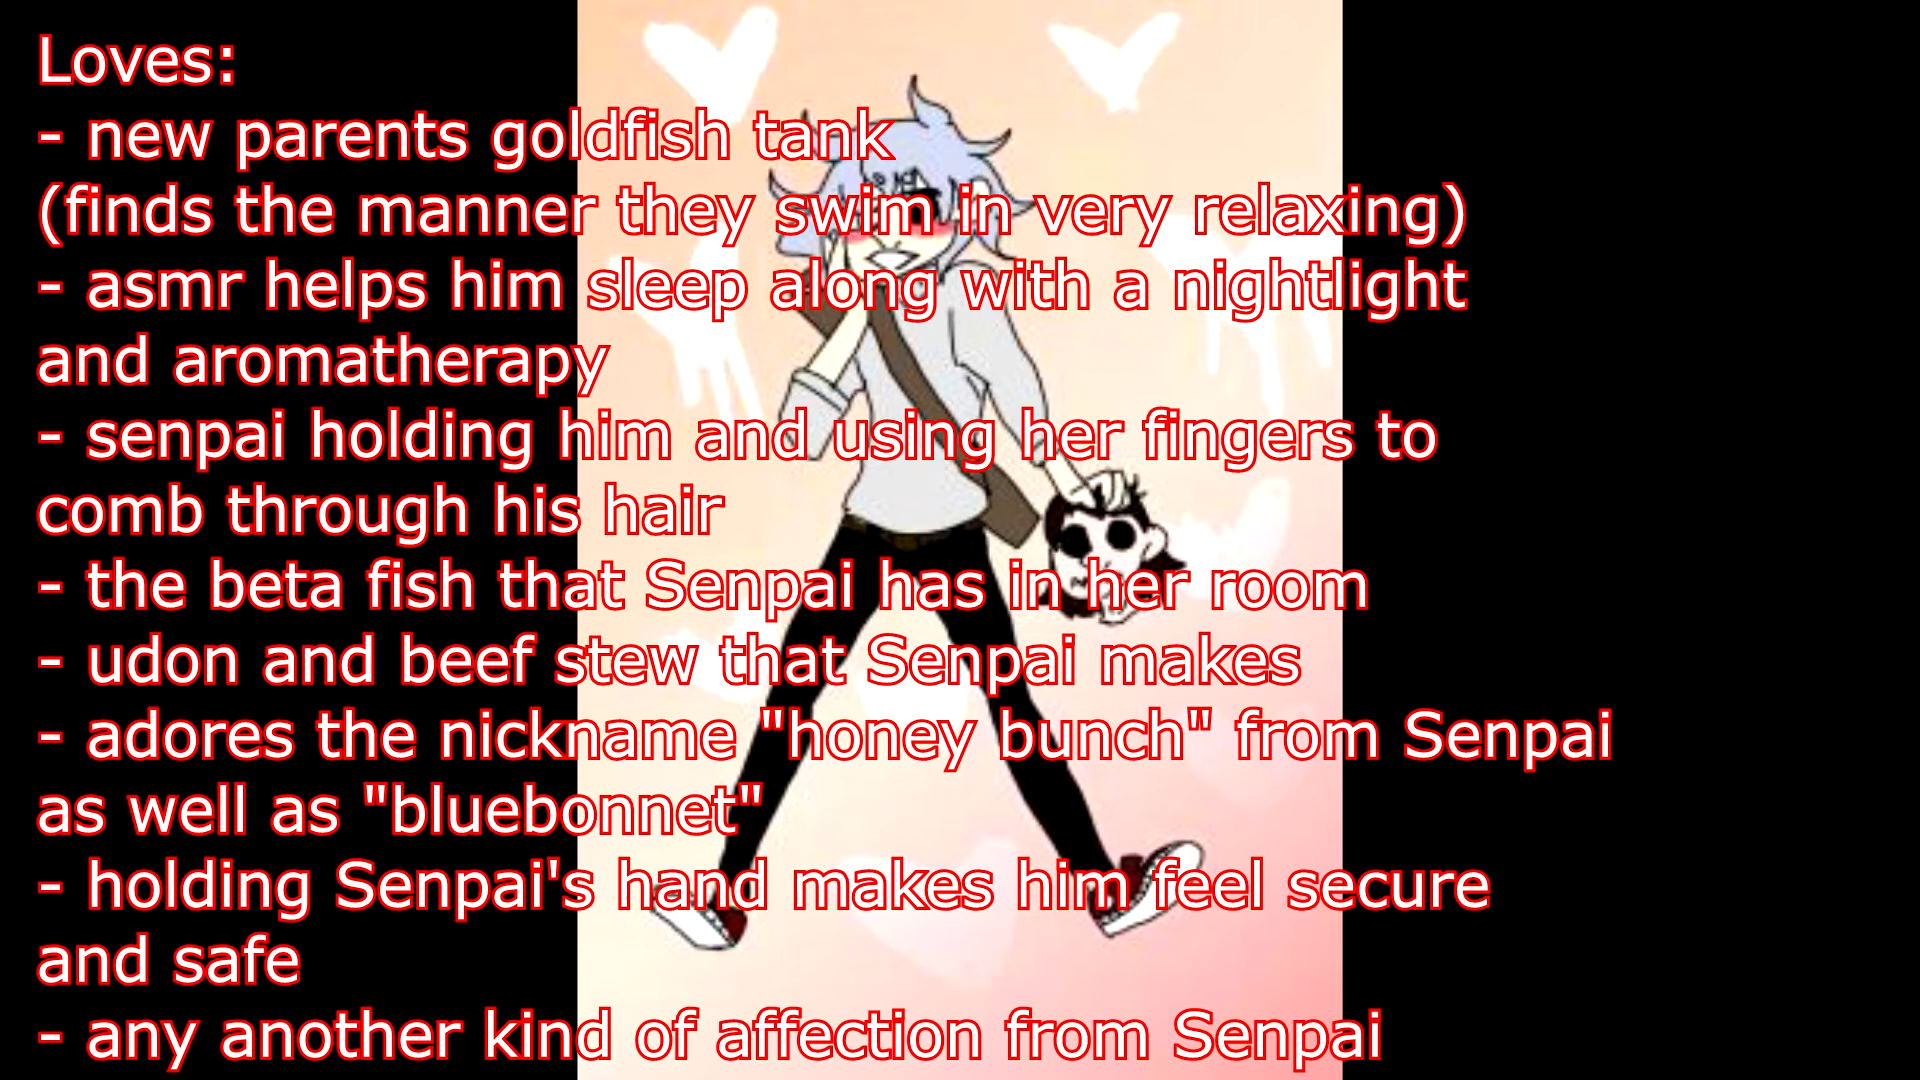 Loves:
- new parents goldfish tank
(finds the manner they swim in very relaxing)
- asmr helps him sleep along with a nightlight
and aromatherapy
- senpai holding him and using her fingers to
comb through his hair
- the beta fish that Senpai has in her room
- udon and beef stew that Senpai makes
- adores the nickname "honey bunch" from Senpai
as well as "bluebonnet"
- holding Senpai's hand makes him feel secure
and safe
- any another kind of affection from Senpai